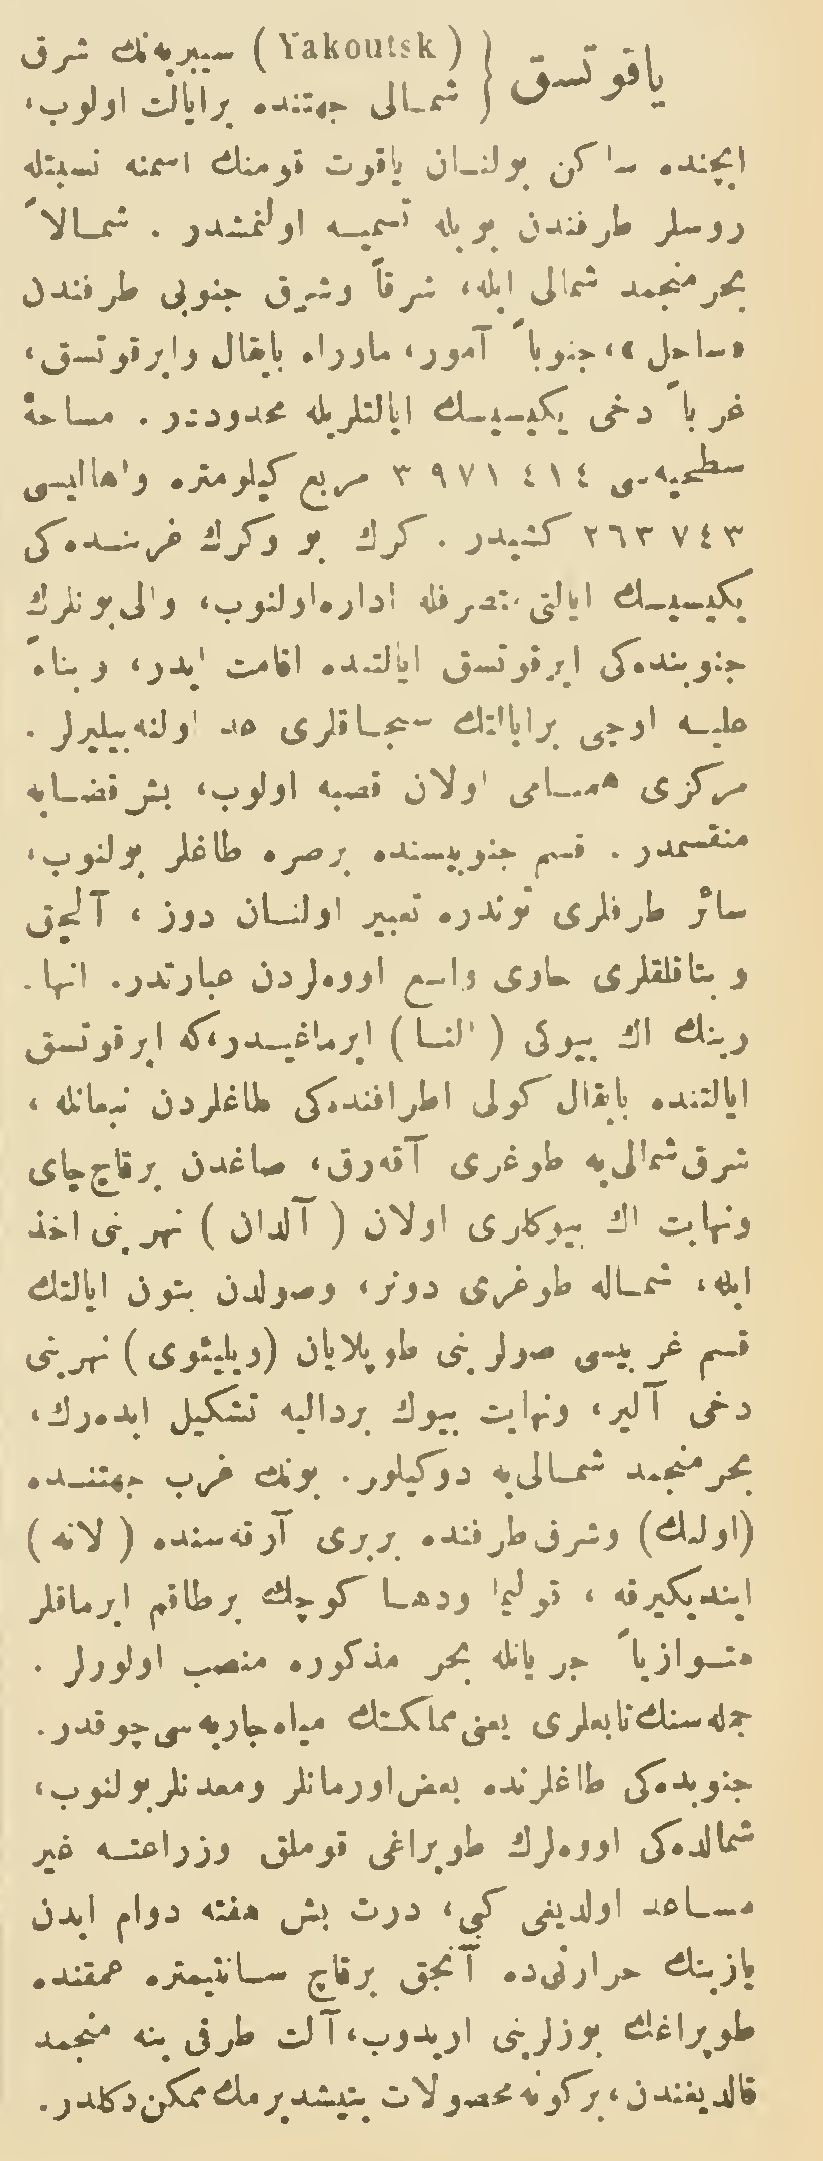 ياقوتسق { (Yakoutsk) سيبريه‌نك شرق
شمالى جهتنده برايالت اولوب،
ايچنده ساكن بولنان ياقوت قومنك اسمنه نسبتله
روسلر طرفندن بويله تسميه اولنمشدر . شمالاً
بحر منجمد شمالى ايله، شرقاً وشرق جنوبى طرفندن
«ساحل»، جنوباً آمور، ماوراء بايقال وايرقوتسق،
غرباً دخى يكيسيسك ايالتلريله محدوددر . مساحهٔ
سطحيه‌سى ٣٩٧١٤١٤ مربع كيلومتره واهاليسى
٢٦٣٧٤٣ كشيدر . كرك بو وكرك غربنده‌كى
يكيسيسك ايالتى متصرفله اداره‌اولنوب، والى بونلرك
جنوبنده‌كى ايرقوتسق ايالتنده اقامت ايدر، وبناءً
عليه اوچى برايالتك سنجاقلرى عد اولنه‌بيليرلر .
مركزى همنامى اولان قصبه اولوب، بش قضايه
منقسمدر . قسم جنوبيسنده برصره طاغلر بولنوب،
سائر طرفلرى توندره تعبير اولنان دوز ، آلچق
و بتاقلقلرى حاوى واسع اووه‌لردن عبارتدر. انها.
رينك اك بيوكى (لنا) ايرماغيدر،كه ايرقوتسق
ايالتنده بايقال كولى اطرافنده‌كى طاغلردن نبعانله ،
شرق شمالى‌يه طوغرى آقه‌رق، صاغدن برقاچ چاى
ونهايت اك بيوكلرى اولان ( آلدان ) نهرينى اخذ
ايله، شماله طوغرى دونر، وصولدن بتون ايالتك
قسم غربيسى صولرينى طوپلايان (ويليئوى) نهرينى
دخى آلير، ونهايت بيوك بردالبه تشكيل ايده‌رك،
بحر منجمد شمالى‌يه دوكيلور. بونك غرب جهتنده
(اولنك) وشرق طرفنده بربرى آرقه‌سنده ( لانه )
اينديكيرقه ، قوليما ودها كوچك برطاقم ايرماقلر
متوازياً جريانله بحر مذكوره منصب اولورلر .
جمله‌سنك تابعلرى يعنى مملكتك مياه جاريه‌سى چوقدر.
جنوبده‌كى طاغلرنده بعض اورمانلر ومعدنلر بولنوب،
شمالده‌كى اووه‌لرك طوپراغى قوملق وزراعته غير
مساعد اولديغى كبى، درت بش هفته دوام ايدن
يازينك حرارتى‌ده آنجق برقاچ سانتيمتره عمقنده
طوپراغك بوزلرينى اريدوب، آلت طرفى ينه منجمد
قالديغندن، بركونه محصولات يتيشديرمك ممكن دكلدر.